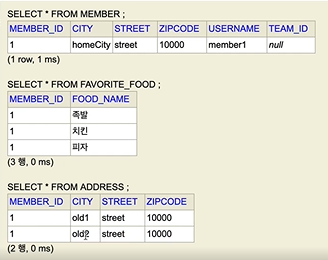 SELECT * FROM MEMBER ;
MEMBER_ID CITY STREET ZIPCODE USERNAME TEAM_ID
1 homeCity street 10000 member1 null
(1 row, 1 ms)
SELECT * FROM FAVORITE_FOOD ;
MEMBER_ID FOOD_NAME
1 족발
1 치킨
1 피자
(3 행, 0 ms)
SELECT * FROM ADDRESS ;
MEMBER_ID CITY STREET ZIPCODE
1 old1 street 10000
1 old2 street 10000
(2 행, 0 ms)